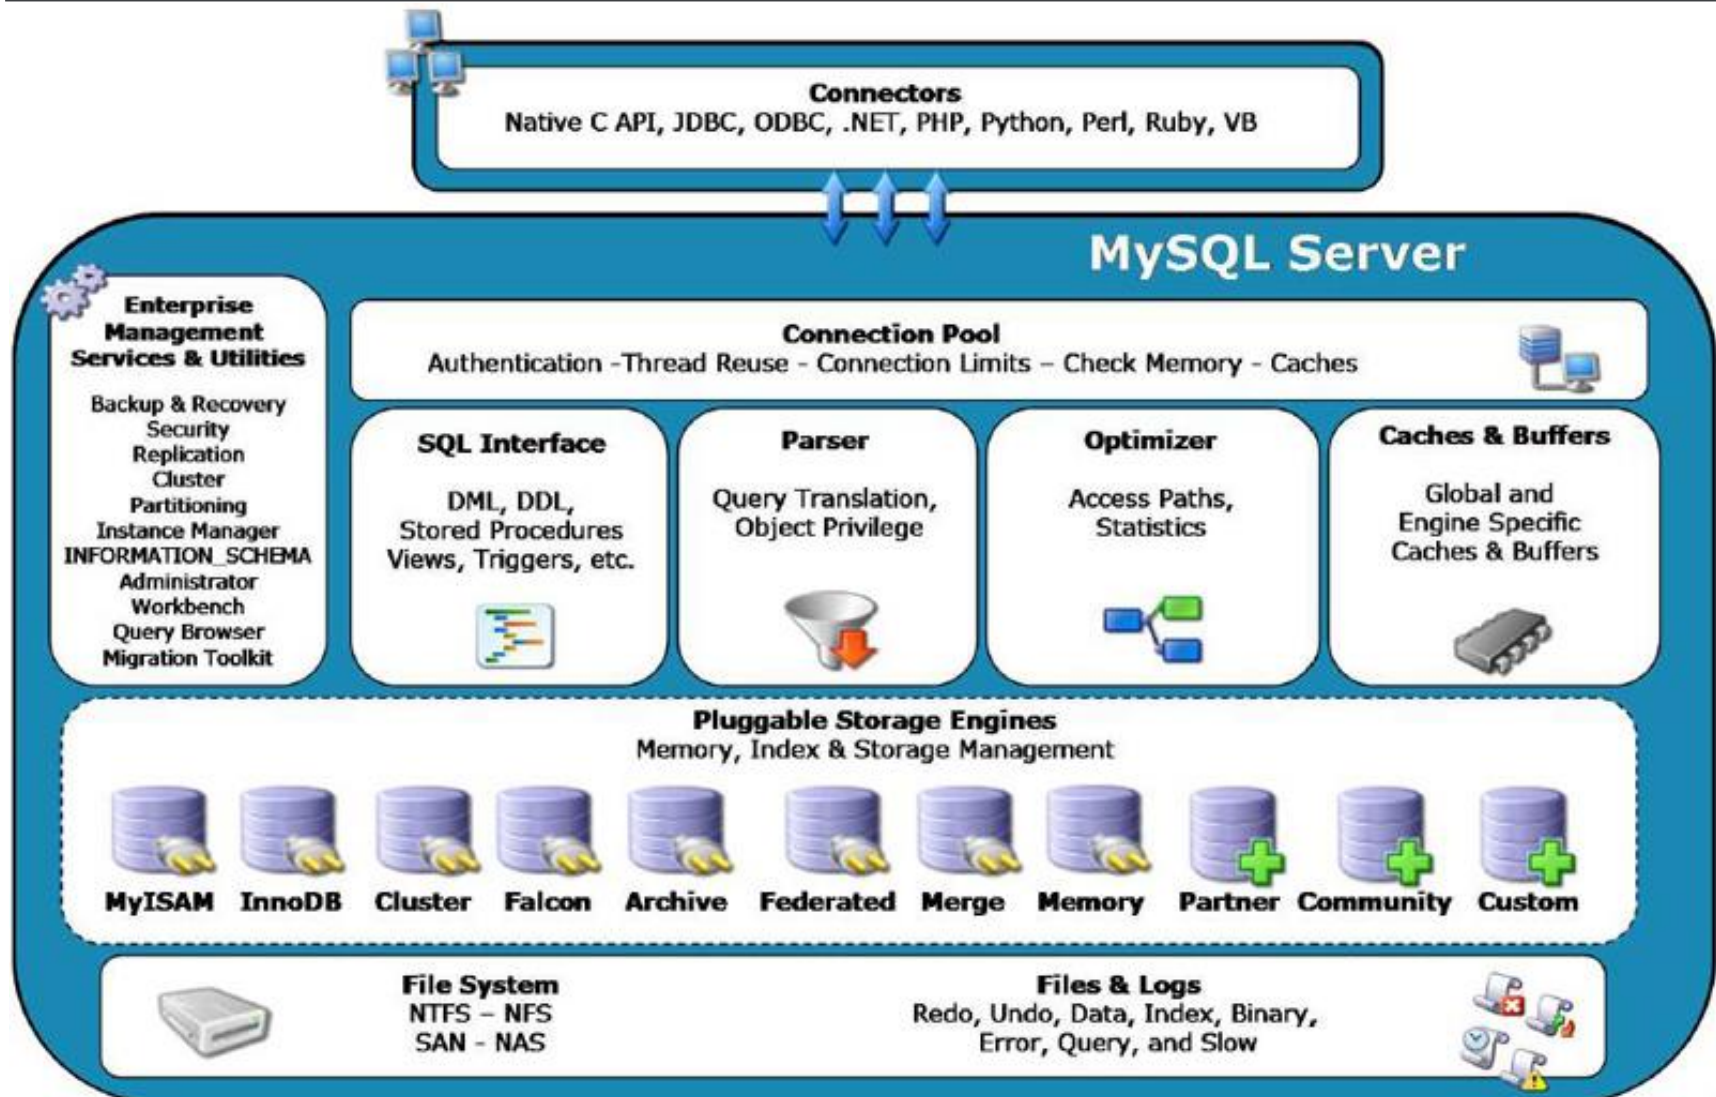 Connectors
Native C API, JDBC, ODBC, .NET, PHP, Python, Perl, Ruby, VB
MySQL Server
Enterprise
Management
Services & Utilities
Backup & Recovery
Security
Replication
Cluster
Partitioning
Instance Manager
INFORMATION_SCHEMA
Administrator
Workbench
Query Browser
Migration Toolkit
Connection Pool
Authentication -Thread Reuse - Connection Limits – Check Memory - Caches
SQL Interface
DML, DDL,
Stored Procedures
Views, Triggers, etc.
Parser
Query Translation,
Object Privilege
Optimizer
Access Paths,
Statistics
Caches & Buffers
Global and
Engine Specific
Caches & Buffers
Pluggable Storage Engines
Memory, Index & Storage Management
MyISAM InnoDB Cluster Falcon Archive Federated Merge Memory Partner Community Custom
File System
NTFS – NFS
SAN - NAS
Files & Logs
Redo, Undo, Data, Index, Binary,
Error, Query, and Slow